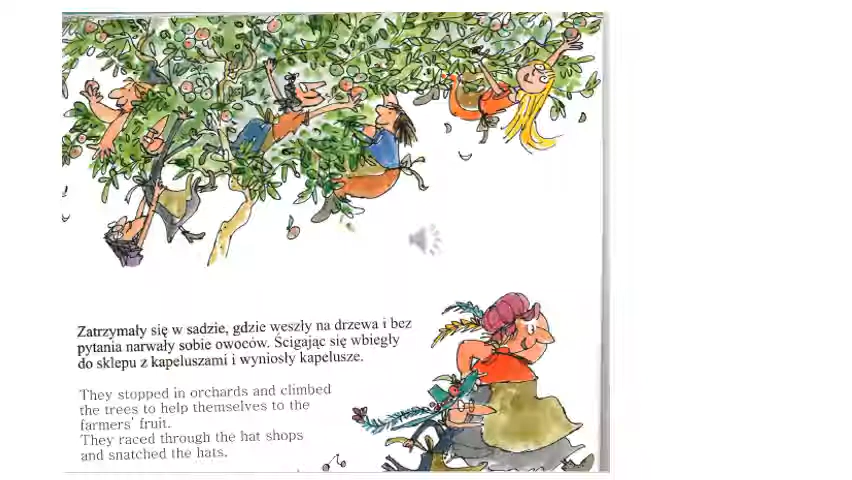 Zatrzymały się w sadzie, gdzie weszły na drzewa i bez
pytania narwały sobie owoców. Ścigając się wbiegły
do sklepu z kapeluszami i wyniosły kapelusze.
They stopped in orchards and climbed
the trees to help themselves to the
farmers' fruit.
They raced through the hat shops
and snatched the hats.